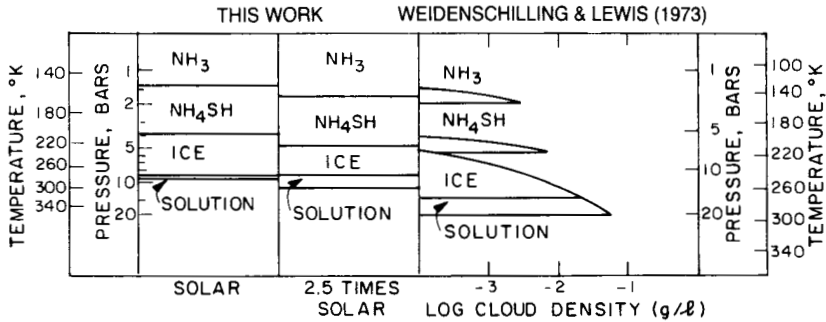 THIS WORK
WEIDENSCHILLING & LEWIS (1973)
TEMPERATURE, °K
140
180
220
260
300
340
PRESSURE, BARS
1
2
5
10
20
NH3
NH4SH
ICE
SOLUTION
SOLAR
NH3
NH4SH
ICE
2.5 TIMES
SOLAR
NH3
NH4SH
ICE
SOLUTION
-3
-2
-1
LOG CLOUD DENSITY (g/ℓ)
1
5
10
20
PRESSURE, BARS
100
140
180
220
260
300
340
TEMPERATURE, °K